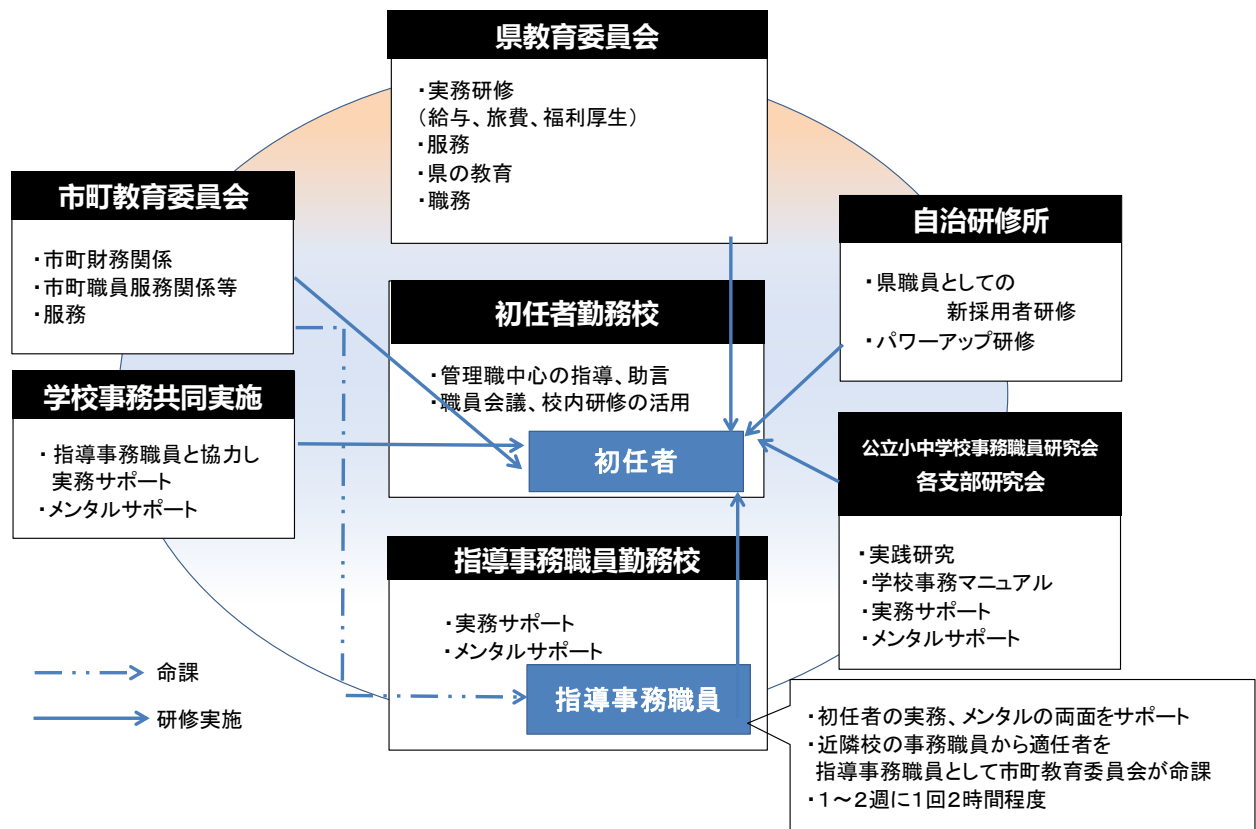 県教育委員会
・実務研修
（給与、旅費、福利厚生）
・服務
・県の教育
・職務
市町教育委員会
・市町財務関係
・市町職員服務関係等
・服務
自治研修所
・県職員としての
新採用者研修
・パワーアップ研修
初任者勤務校
・管理職中心の指導、助言
・職員会議、校内研修の活用
初任者
学校事務共同実施
・指導事務職員と協力し
実務サポート
・メンタルサポート
公立小中学校事務職員研究会
各支部研究会
・実践研究
・学校事務マニュアル
・実務サポート
・メンタルサポート
指導事務職員勤務校
・実務サポート
・メンタルサポート
指導事務職員
命課
研修実施
・初任者の実務、メンタルの両面をサポート
・近隣校の事務職員から適任者を
指導事務職員として市町教育委員会が命課
・１～２週に１回２時間程度